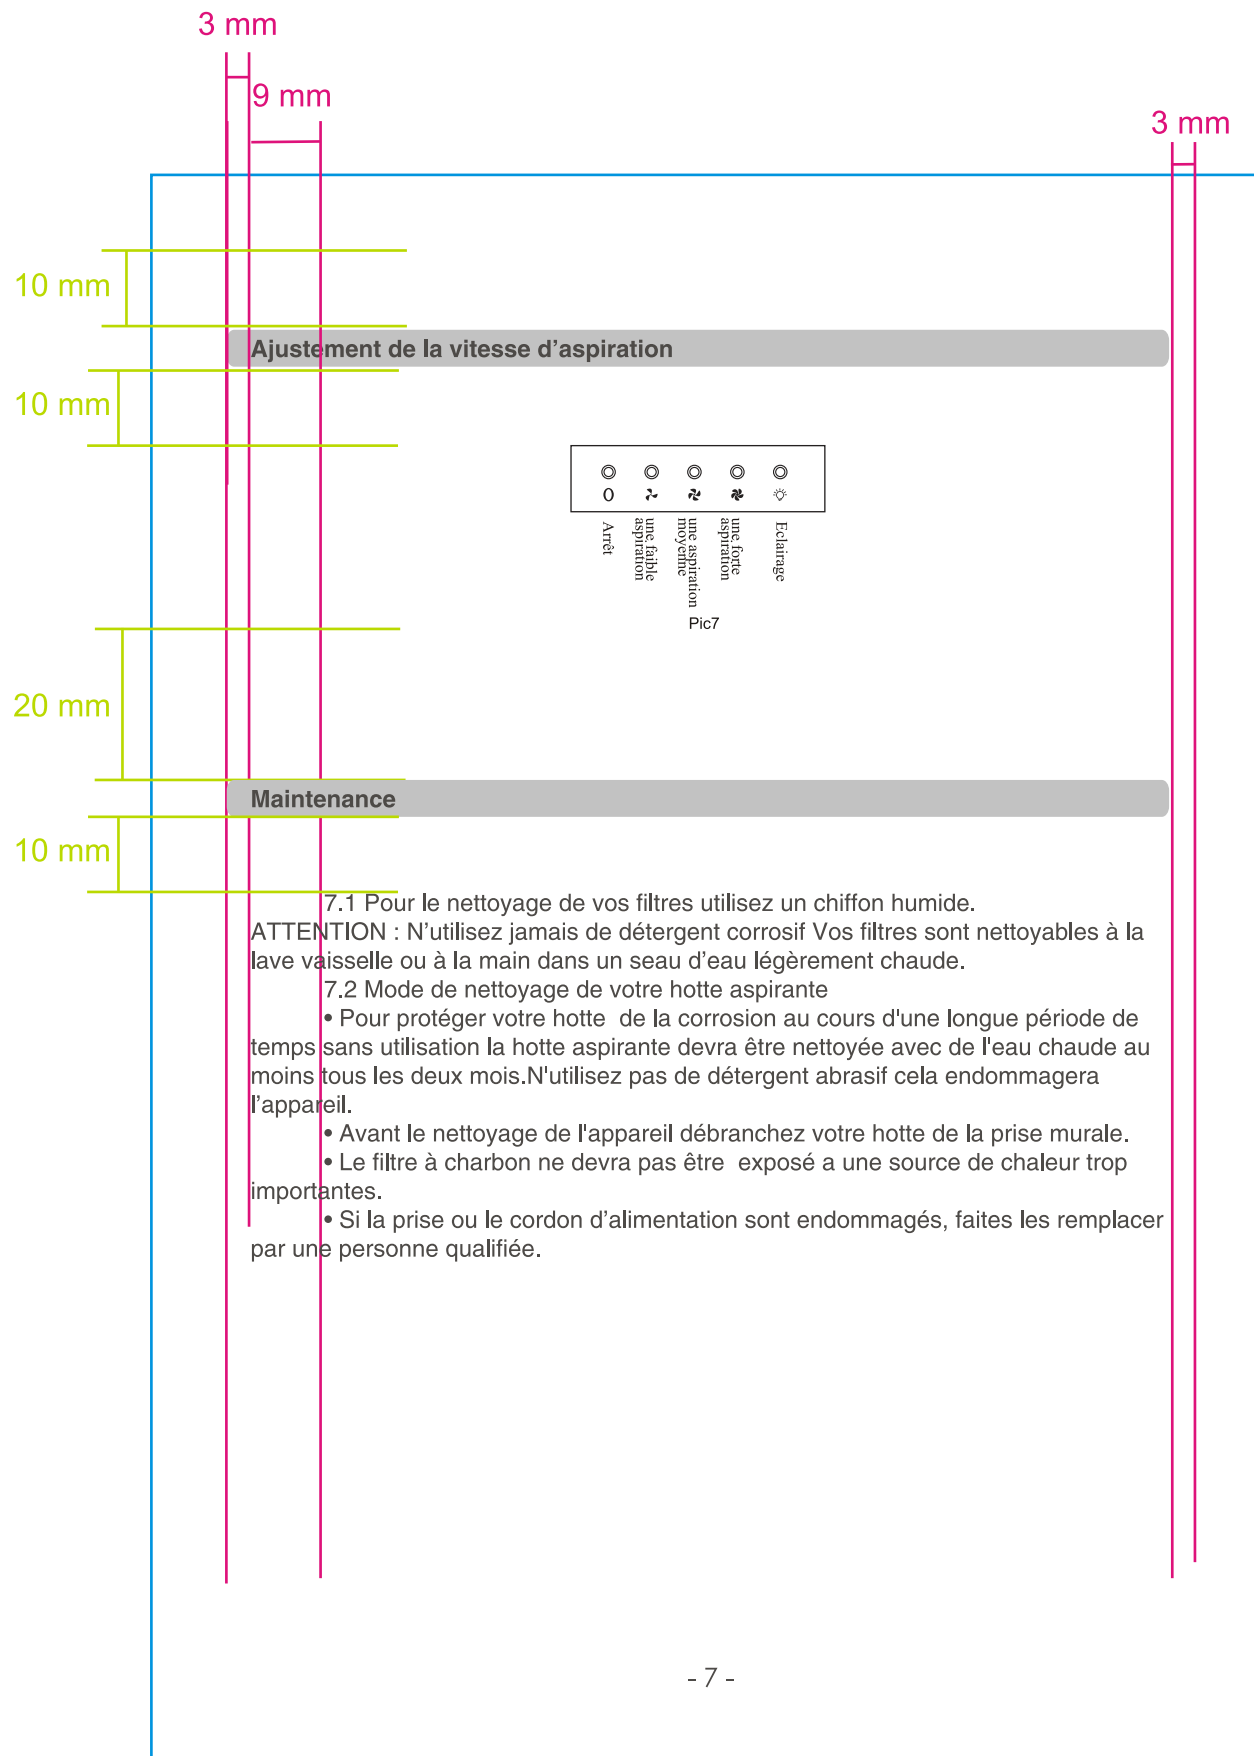 3 mm
9 mm
3 mm
10 mm
Ajustement de la vitesse d’aspiration
10 mm
0
Arrêt
une faible
aspiration
une aspiration
moyenne
une forte
aspiration
Eclairage
Pic7
20 mm
Maintenance
10 mm
7.1 Pour le nettoyage de vos filtres utilisez un chiffon humide.
ATTENTION : N’utilisez jamais de détergent corrosif Vos filtres sont nettoyables à la
lave vaisselle ou à la main dans un seau d’eau légèrement chaude.
7.2 Mode de nettoyage de votre hotte aspirante
• Pour protéger votre hotte  de la corrosion au cours d'une longue période de
temps sans utilisation la hotte aspirante devra être nettoyée avec de l'eau chaude au
moins tous les deux mois.N'utilisez pas de détergent abrasif cela endommagera
l’appareil.
• Avant le nettoyage de l'appareil débranchez votre hotte de la prise murale.
• Le filtre à charbon ne devra pas être  exposé a une source de chaleur trop
importantes.
• Si la prise ou le cordon d’alimentation sont endommagés, faites les remplacer
par une personne qualifiée.
- 7 -